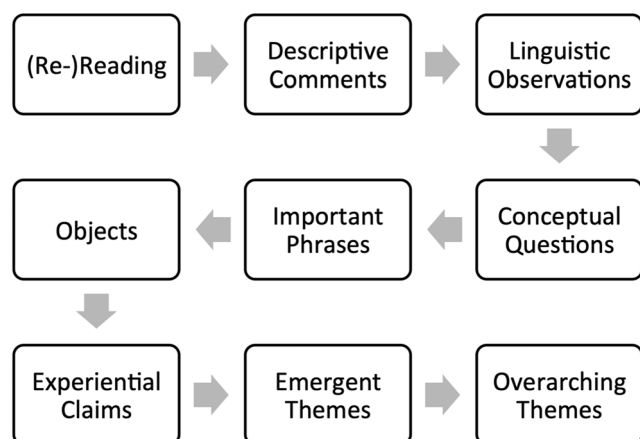 (Re-)Reading
Descriptive
Comments
Linguistic
Observations
Conceptual
Questions
Important
Phrases
Objects
Experiential
Claims
Emergent
Themes
Overarching
Themes